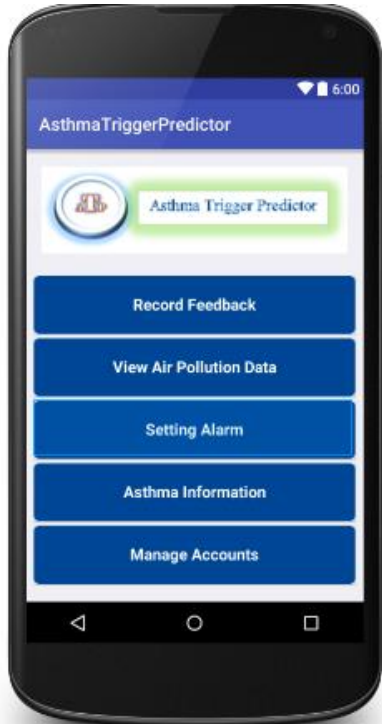 6:00
AsthmaTriggerPredictor
Asthma Trigger Predictor
Record Feedback
View Air Pollution Data
Setting Alarm
Asthma Information
Manage Accounts